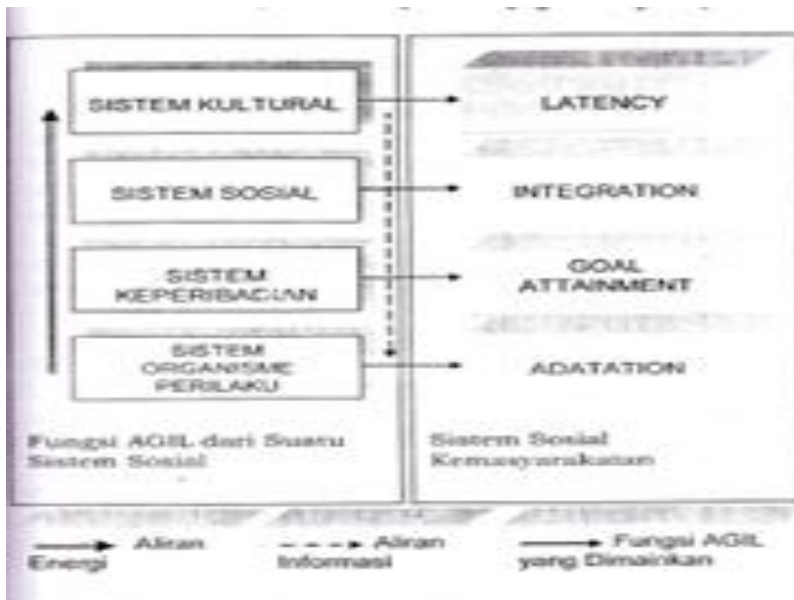 SISTEM KULTURAL
LATENCY
SISTEM SOSIAL
INTEGRATION
SISTEM
KEPERIBADIAN
GOAL
ATTAINMENT
SISTEM
ORGANISME
PERILAKU
ADATATION
Fungsi AGIL dari Suatu
Sistem Sosial
Sistem Sosial
Kemasyarakatan
Aliran
Energi
Aliran
Informasi
Fungsi AGIL
yang Dimainkan